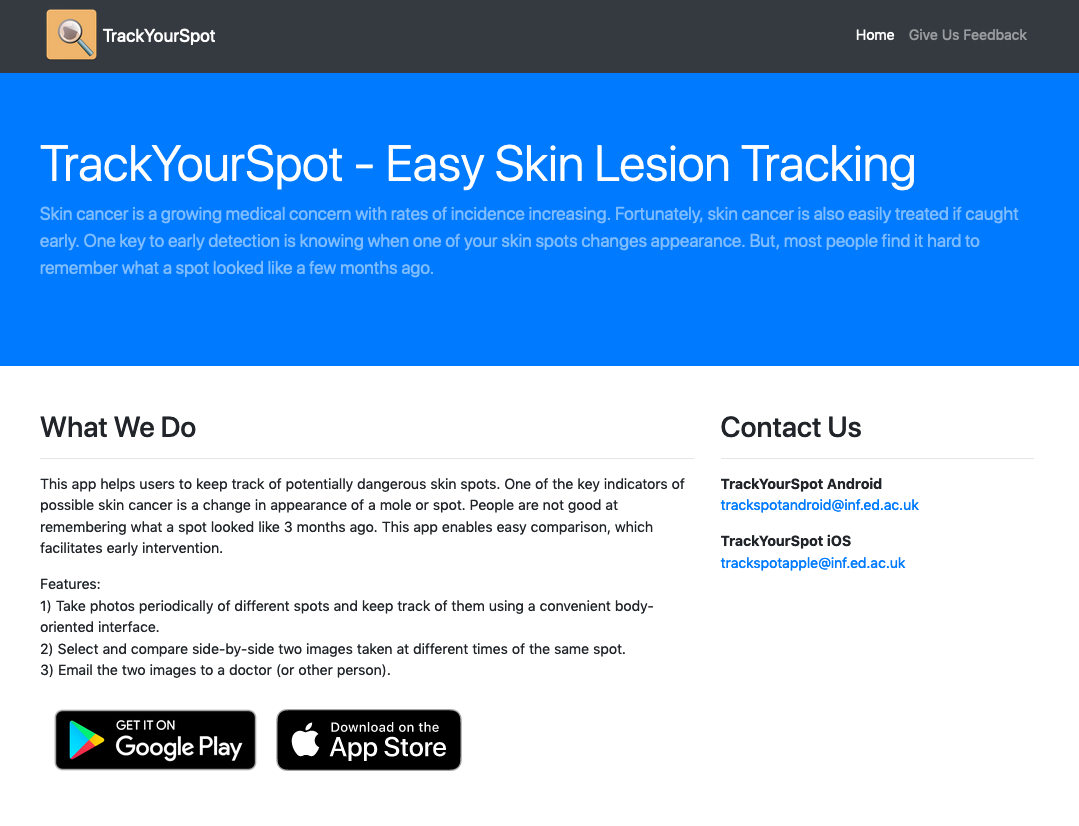 TrackYourSpot
Home
Give Us Feedback
TrackYourSpot - Easy Skin Lesion Tracking
Skin cancer is a growing medical concern with rates of incidence increasing. Fortunately, skin cancer is also easily treated if caught
early. One key to early detection is knowing when one of your skin spots changes appearance. But, most people find it hard to
remember what a spot looked like a few months ago.
What We Do
This app helps users to keep track of potentially dangerous skin spots. One of the key indicators of
possible skin cancer is a change in appearance of a mole or spot. People are not good at
remembering what a spot looked like 3 months ago. This app enables easy comparison, which
facilitates early intervention.
Features:
1) Take photos periodically of different spots and keep track of them using a convenient body-
oriented interface.
2) Select and compare side-by-side two images taken at different times of the same spot.
3) Email the two images to a doctor (or other person).
GET IT ON
Google Play
Download on the
App Store
Contact Us
TrackYourSpot Android
trackspotandroid@inf.ed.ac.uk
TrackYourSpot iOS
trackspotapple@inf.ed.ac.uk